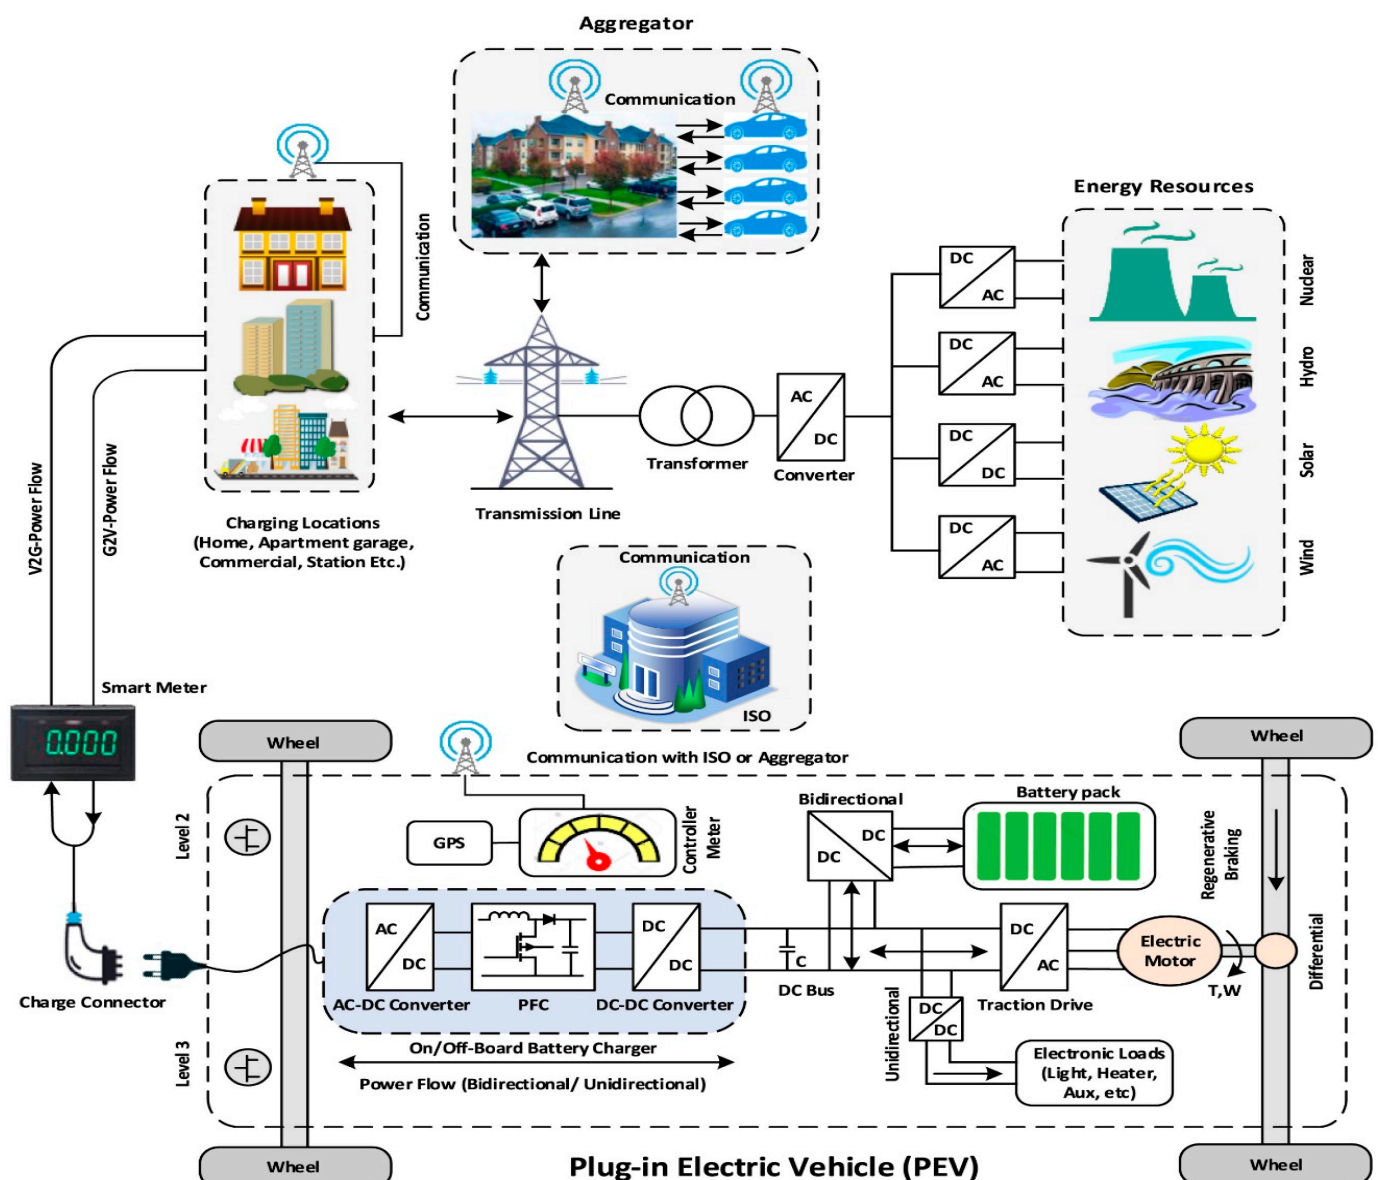 Aggregator
Communication
Communication
Energy Resources
DC
AC
Nuclear
DC
AC
Hydro
DC
DC
Solar
DC
AC
Wind
AC
DC
Converter
Transformer
Transmission Line
Charging Locations
(Home, Apartment garage,
Commercial, Station Etc.)
V2G-Power Flow
G2V-Power Flow
Communication
ISO
Communication with ISO or Aggregator
Smart Meter
0.000
Wheel
Wheel
Level 2
GPS
Controller
Meter
Bidirectional
DC
DC
Battery pack
Regenerative
Braking
AC
DC
AC-DC Converter
PFC
DC
DC
DC-DC Converter
C
DC Bus
DC
AC
Traction Drive
Electric
Motor
T,W
Differential
Charge Connector
Level 3
On/Off-Board Battery Charger
Power Flow (Bidirectional/ Unidirectional)
Unidirectional
DC
DC
Electronic Loads
(Light, Heater,
Aux, etc)
Wheel
Wheel
Plug-in Electric Vehicle (PEV)